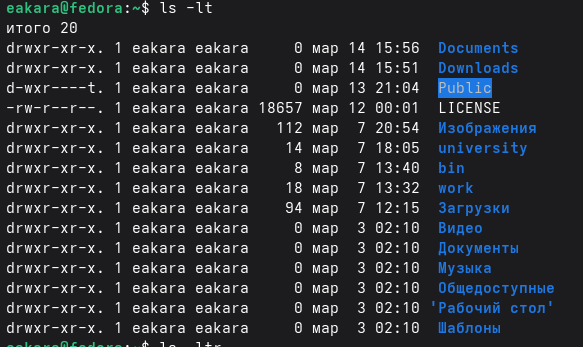 eakara@fedora:~$ ls -lt
итого 20
drwxr-xr-x. 1 eakara eakara     0 мар 14 15:56  Documents
drwxr-xr-x. 1 eakara eakara     0 мар 14 15:51  Downloads
d-wxr----t. 1 eakara eakara     0 мар 13 21:04  Public
-rw-r--r--. 1 eakara eakara 18657 мар 12 00:01  LICENSE
drwxr-xr-x. 1 eakara eakara   112 мар  7 20:54  Изображения
drwxr-xr-x. 1 eakara eakara    14 мар  7 18:05  university
drwxr-xr-x. 1 eakara eakara     8 мар  7 13:40  bin
drwxr-xr-x. 1 eakara eakara    18 мар  7 13:32  work
drwxr-xr-x. 1 eakara eakara    94 мар  7 12:15  Загрузки
drwxr-xr-x. 1 eakara eakara     0 мар  3 02:10  Видео
drwxr-xr-x. 1 eakara eakara     0 мар  3 02:10  Документы
drwxr-xr-x. 1 eakara eakara     0 мар  3 02:10  Музыка
drwxr-xr-x. 1 eakara eakara     0 мар  3 02:10  Общедоступные
drwxr-xr-x. 1 eakara eakara     0 мар  3 02:10 'Рабочий стол'
drwxr-xr-x. 1 eakara eakara     0 мар  3 02:10  Шаблоны
eakara@fedora:~$ ls -ltr